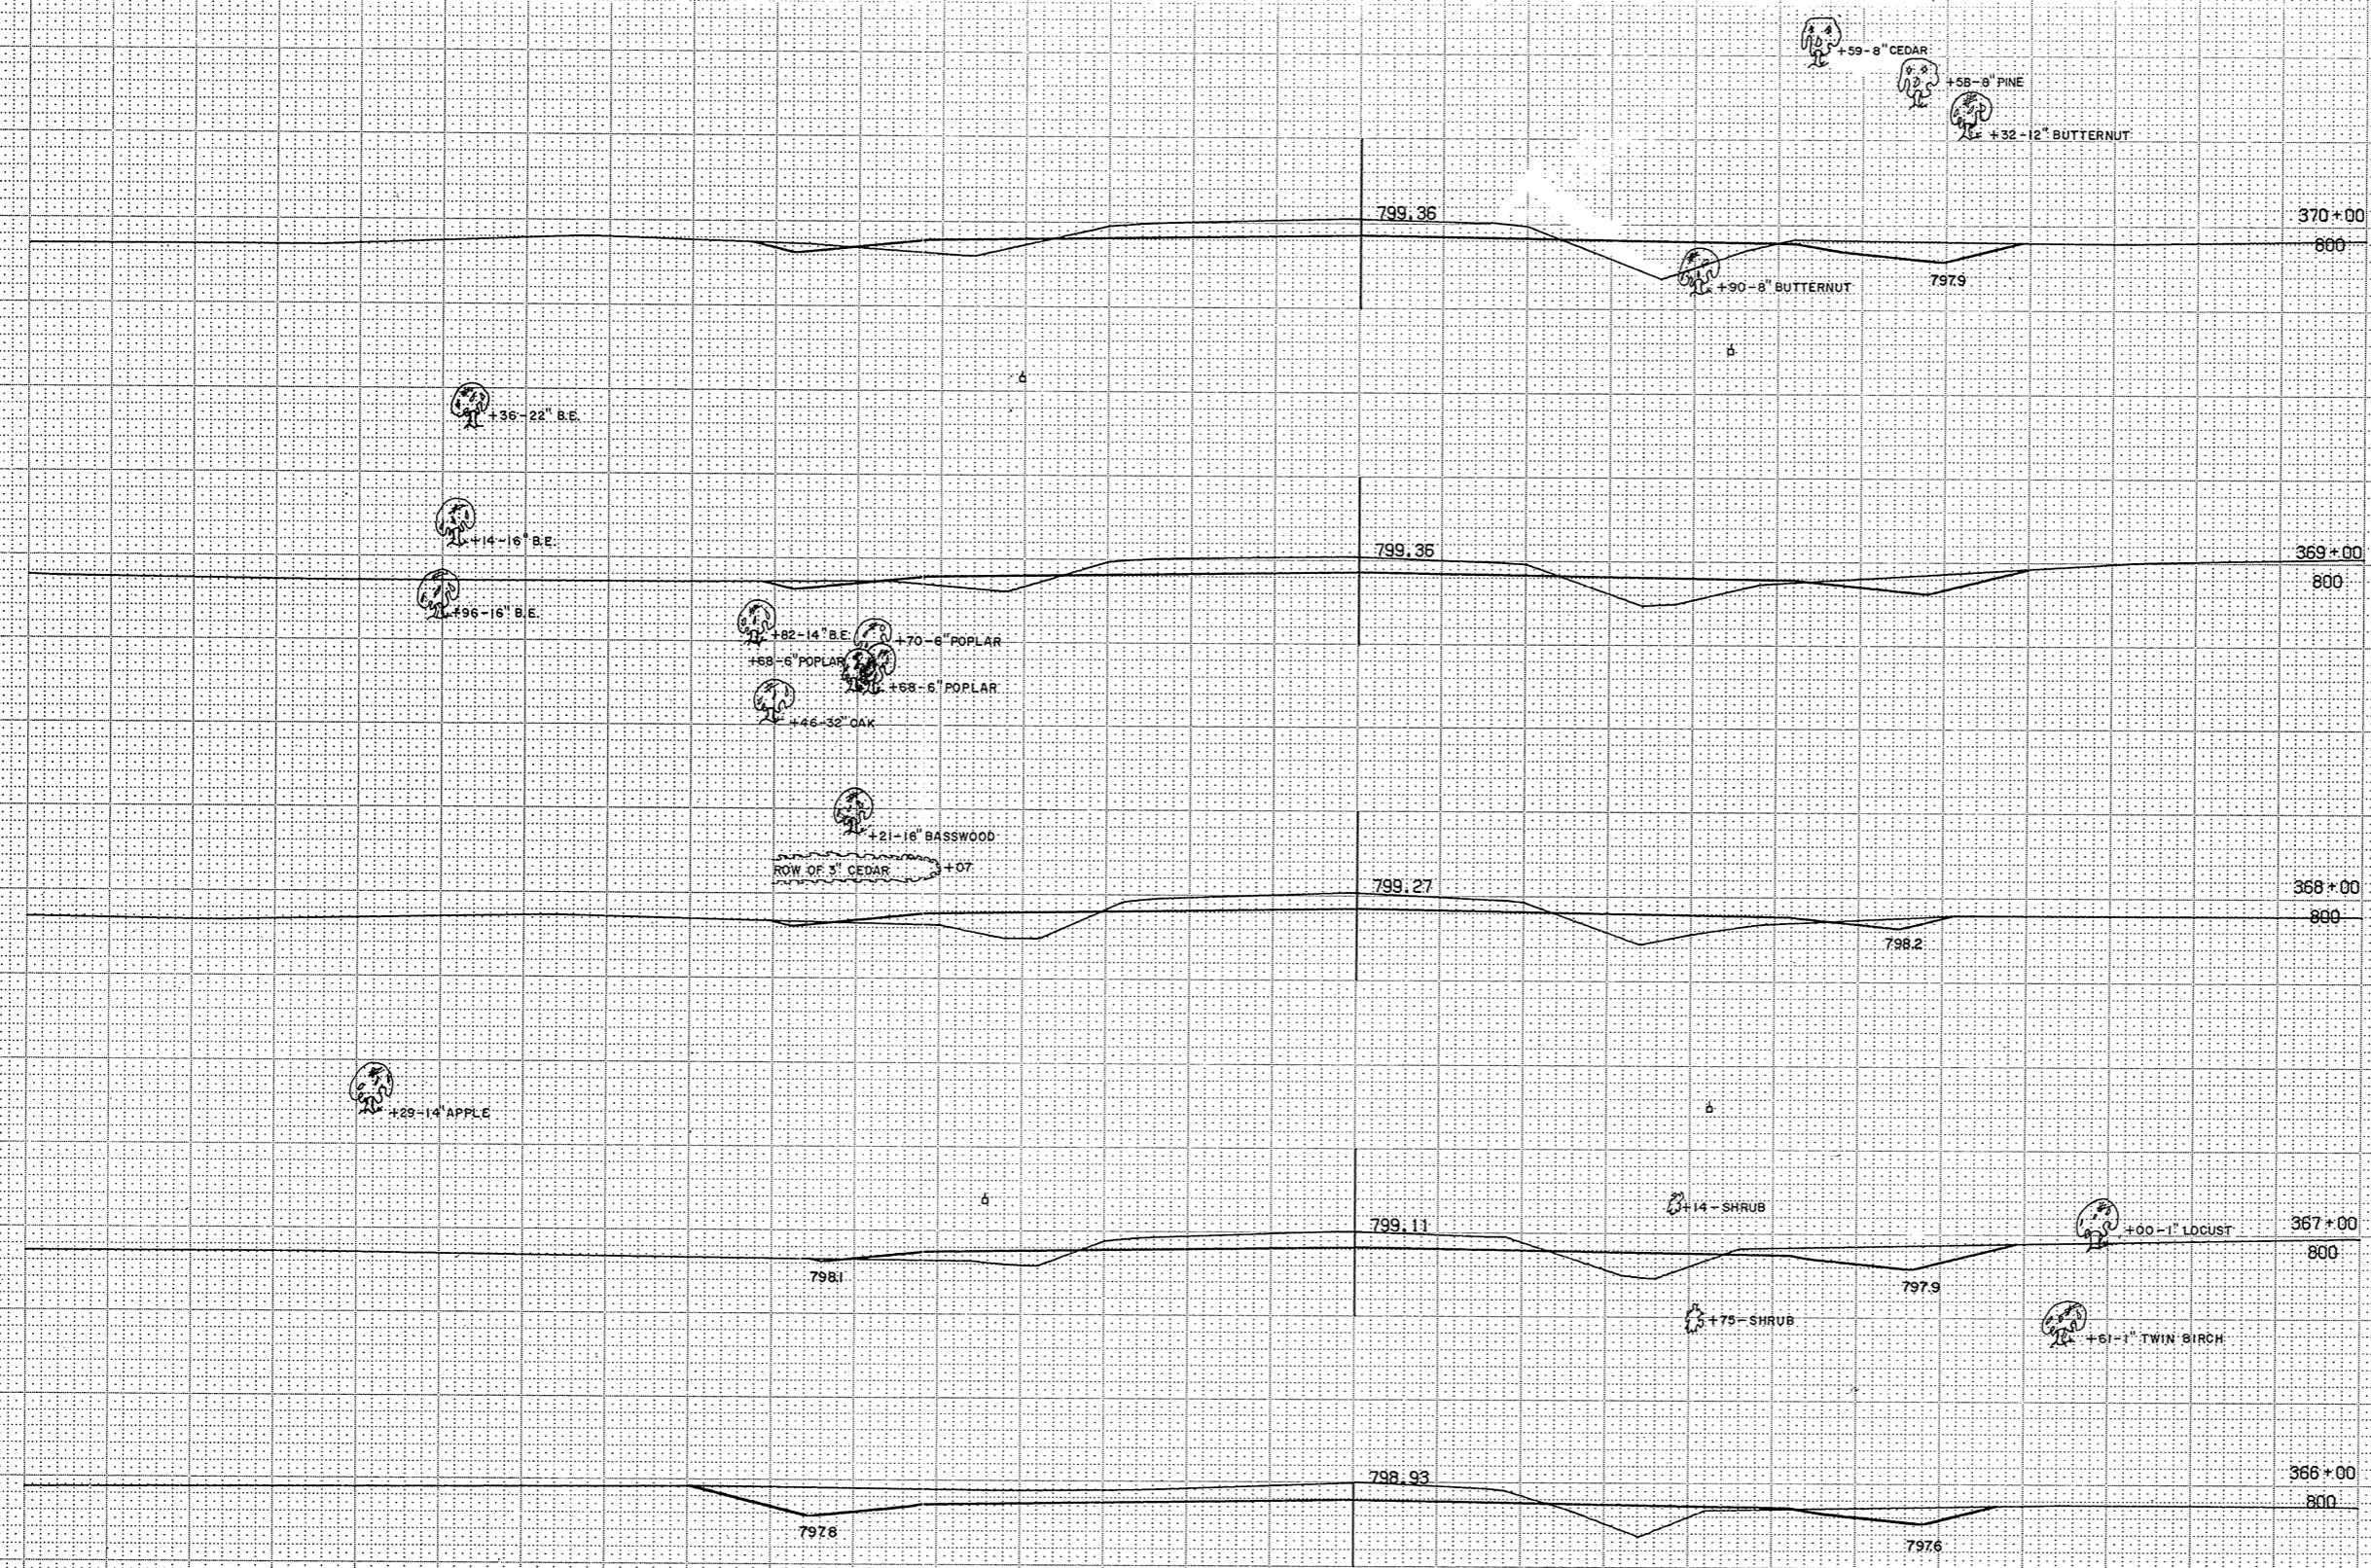 +59-8" CEDAR
+58-8" PINE
+32-12" BUTTERNUT
799.36
370+00
800
797.9
+90-8" BUTTERNUT
+36-22" B.E.
+14-16" B.E.
799.36
369+00
800
+96-16" B.E.
+82-14" B.E.
+70-6" POPLAR
+68-6" POPLAR
+68-6" POPLAR
+46-32" OAK
+21-16" BASSWOOD
ROW OF 3" CEDAR +07
799.27
368+00
800
798.2
+29-14" APPLE
+14-SHRUB
799.11
367+00
+00-1" LOCUST
800
798.1
797.9
+75-SHRUB
+61-1" TWIN BIRCH
798.93
366+00
800
797.8
797.6